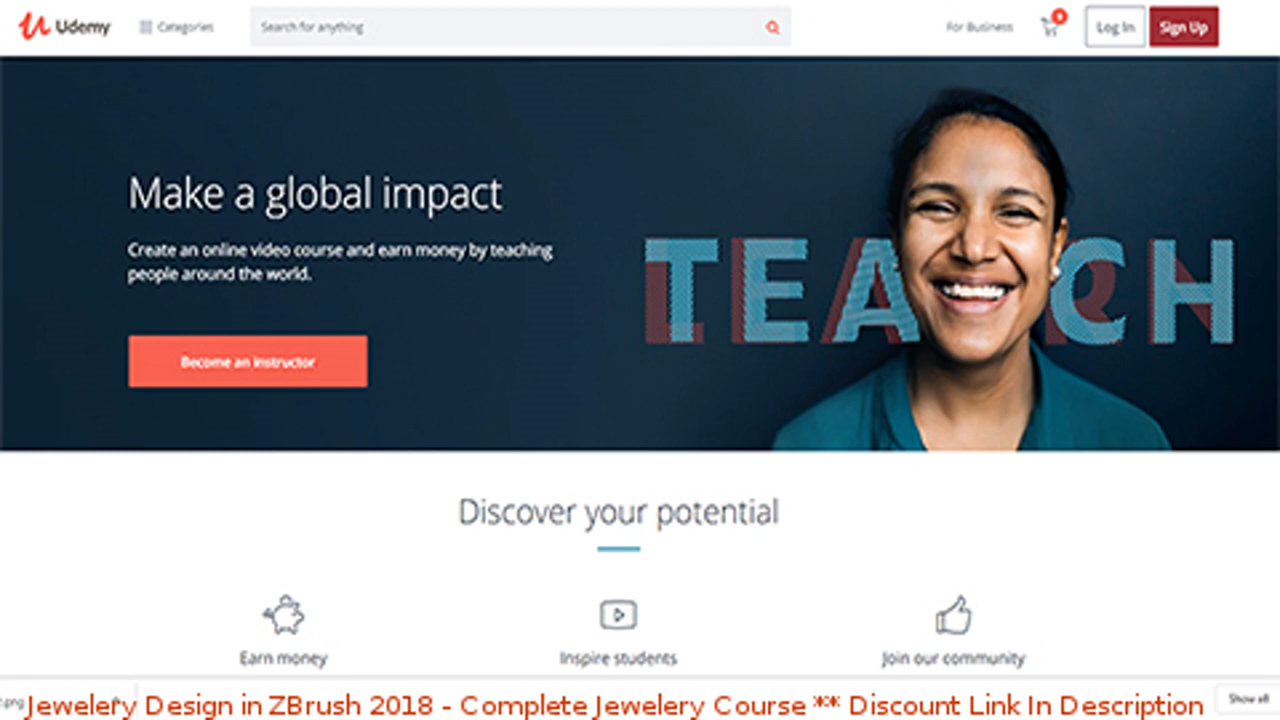 Udemy Categories Search for anything For Business Log In Sign Up
Make a global impact
Create an online video course and earn money by teaching
people around the world.
TEACH
Become an instructor
Discover your potential
Earn money Inspire students Join our community
.png Jewelery Design in ZBrush 2018 - Complete Jewelery Course ** Discount Link In Description Show all